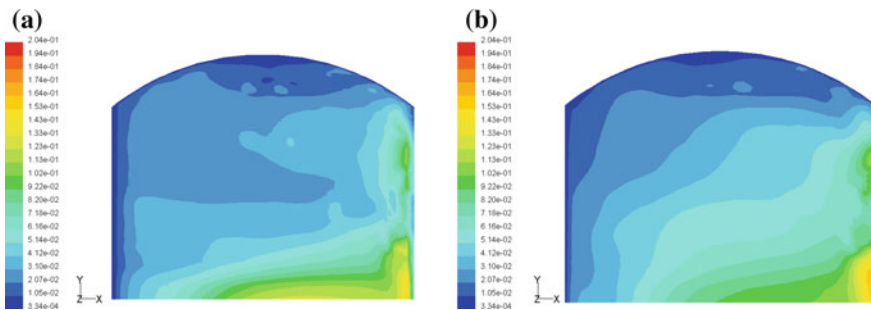 (a)
2.04e-01
1.94e-01
1.84e-01
1.74e-01
1.64e-01
1.53e-01
1.43e-01
1.33e-01
1.23e-01
1.13e-01
1.02e-01
9.22e-02
8.20e-02
7.18e-02
6.16e-02
5.14e-02
4.12e-02
3.10e-02
2.07e-02
1.05e-02
3.34e-04
Y
Z X
(b)
2.04e-01
1.94e-01
1.84e-01
1.74e-01
1.64e-01
1.53e-01
1.43e-01
1.33e-01
1.23e-01
1.13e-01
1.02e-01
9.22e-02
8.20e-02
7.18e-02
6.16e-02
5.14e-02
4.12e-02
3.10e-02
2.07e-02
1.05e-02
3.34e-04
Y
Z X